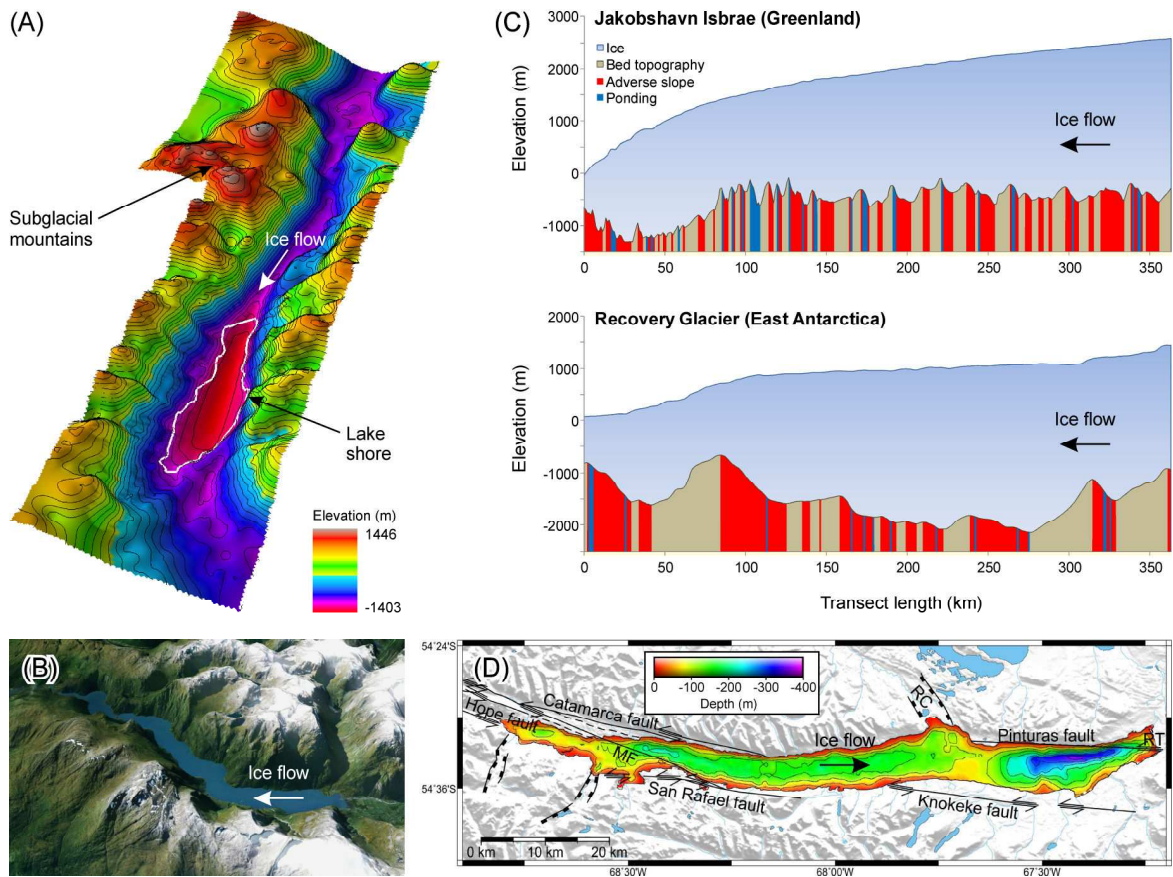 (A)
Subglacial
mountains
Ice flow
Lake
shore
Elevation (m)
1446
-1403
(B)
Ice flow
(C)
Jakobshavn Isbrae (Greenland)
Elevation (m)
3000
2000
1000
0
-1000
Ice
Bed topography
Adverse slope
Ponding
Ice flow
0 50 100 150 200 250 300 350
Recovery Glacier (East Antarctica)
Elevation (m)
2000
1000
0
-1000
-2000
Ice flow
0 50 100 150 200 250 300 350
Transect length (km)
(D)
54˚24'S
54˚36'S
0 -100 -200 -300 -400
Depth (m)
Hope fault
Catamarca fault
MF
San Rafael fault
Ice flow
RC
Pinturas fault
RT
Knokeke fault
0 km 10 km 20 km
68˚30'W 68˚00'W 67˚30'W